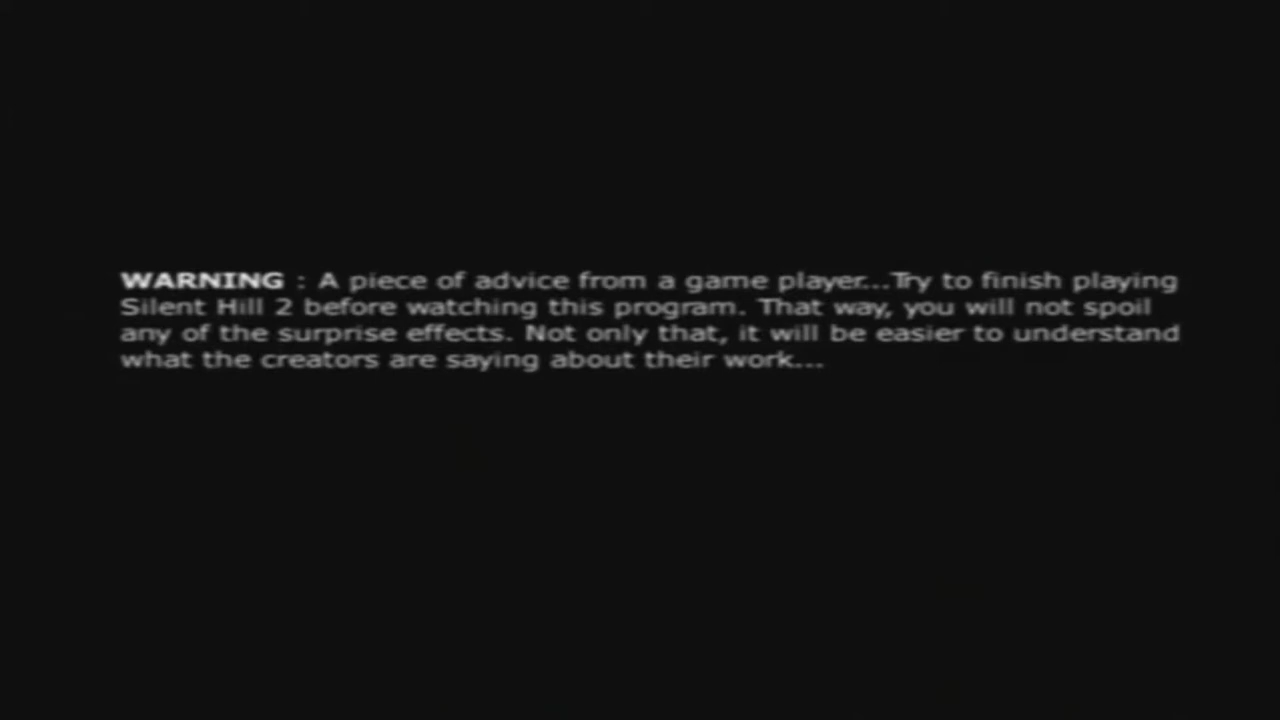 WARNING : A piece of advice from a game player...Try to finish playing
Silent Hill 2 before watching this program. That way, you will not spoil
any of the surprise effects. Not only that, it will be easier to understand
what the creators are saying about their work...